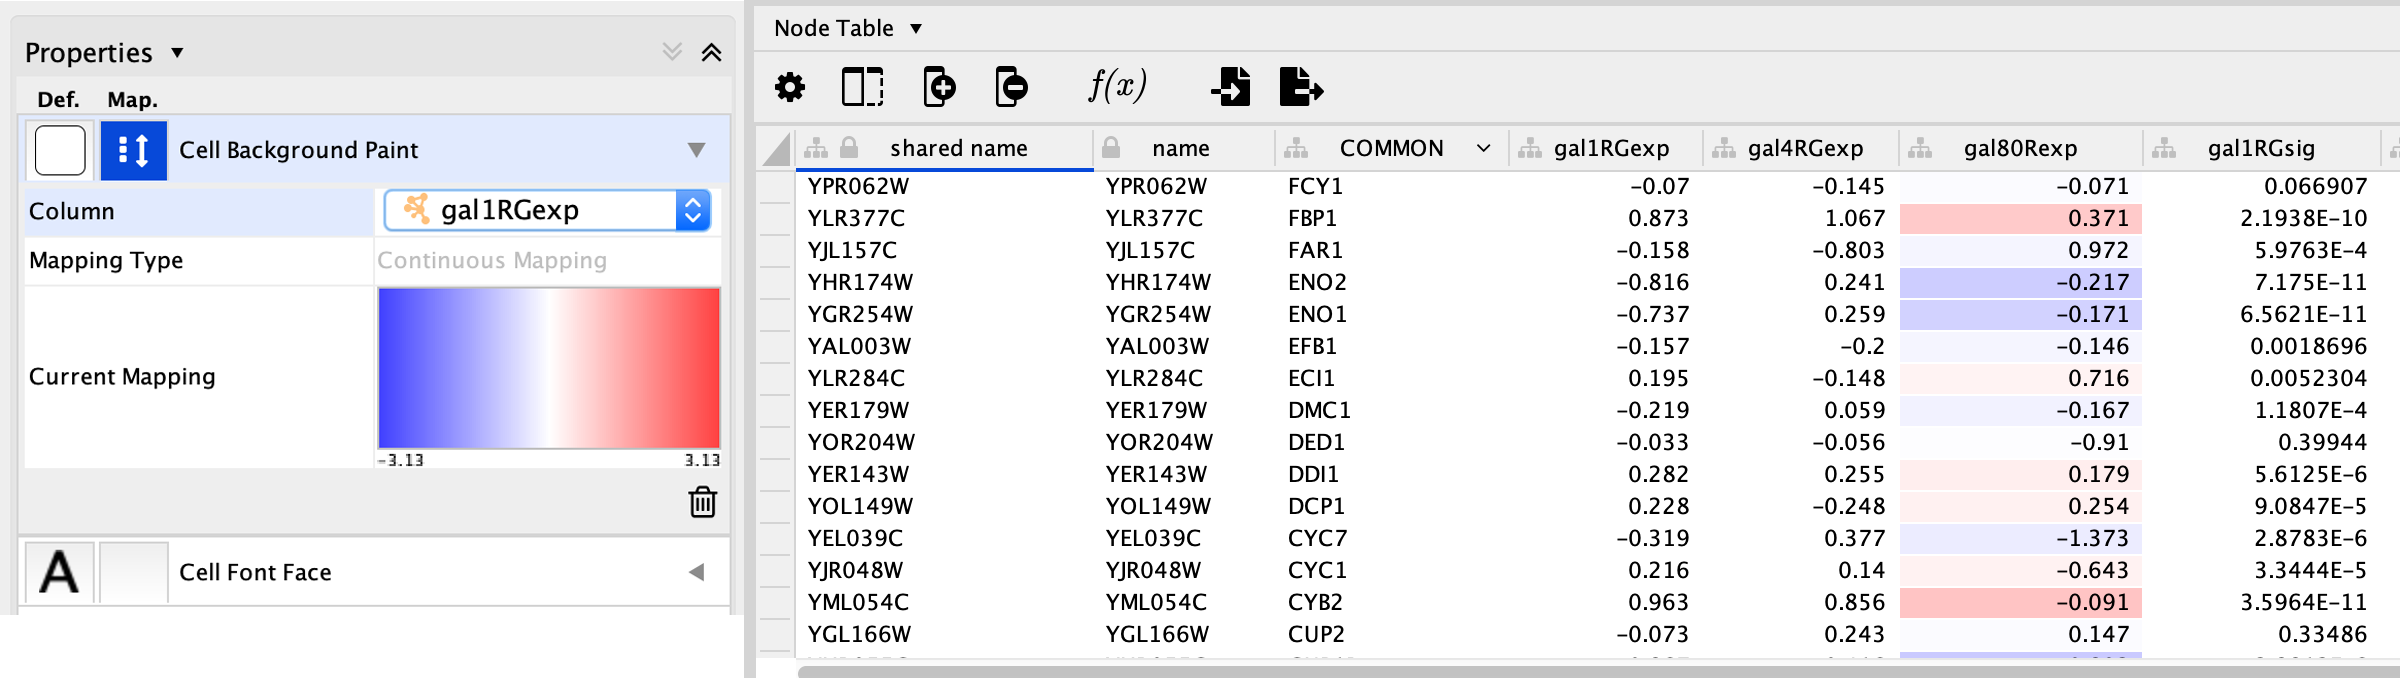 Properties
Def. Map.
Cell Background Paint
Column gal1RGexp
Mapping Type Continuous Mapping
Current Mapping
-3.13 3.13
A Cell Font Face
Node Table
f(x)
shared name name COMMON gal1RGexp gal4RGexp gal80Rexp gal1RGsig
YPR062W YPR062W FCY1 -0.07 -0.145 -0.071 0.066907
YLR377C YLR377C FBP1 0.873 1.067 0.371 2.1938E-10
YJL157C YJL157C FAR1 -0.158 -0.803 0.972 5.9763E-4
YHR174W YHR174W ENO2 -0.816 0.241 -0.217 7.175E-11
YGR254W YGR254W ENO1 -0.737 0.259 -0.171 6.5621E-11
YAL003W YAL003W EFB1 -0.157 -0.2 -0.146 0.0018696
YLR284C YLR284C ECI1 0.195 -0.148 0.716 0.0052304
YER179W YER179W DMC1 -0.219 0.059 -0.167 1.1807E-4
YOR204W YOR204W DED1 -0.033 -0.056 -0.91 0.39944
YER143W YER143W DDI1 0.282 0.255 0.179 5.6125E-6
YOL149W YOL149W DCP1 0.228 -0.248 0.254 9.0847E-5
YEL039C YEL039C CYC7 -0.319 0.377 -1.373 2.8783E-6
YJR048W YJR048W CYC1 0.216 0.14 -0.643 3.3444E-5
YML054C YML054C CYB2 0.963 0.856 -0.091 3.5964E-11
YGL166W YGL166W CUP2 -0.073 0.243 0.147 0.33486